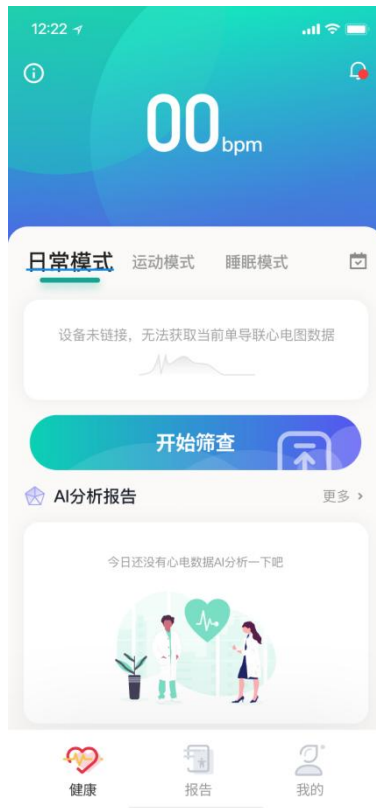 12:22
00 bpm
日常模式 运动模式 睡眠模式
设备未链接，无法获取当前单导联心电图数据
开始筛查
AI分析报告 更多 >
今日还没有心电数据AI分析一下吧
健康 报告 我的